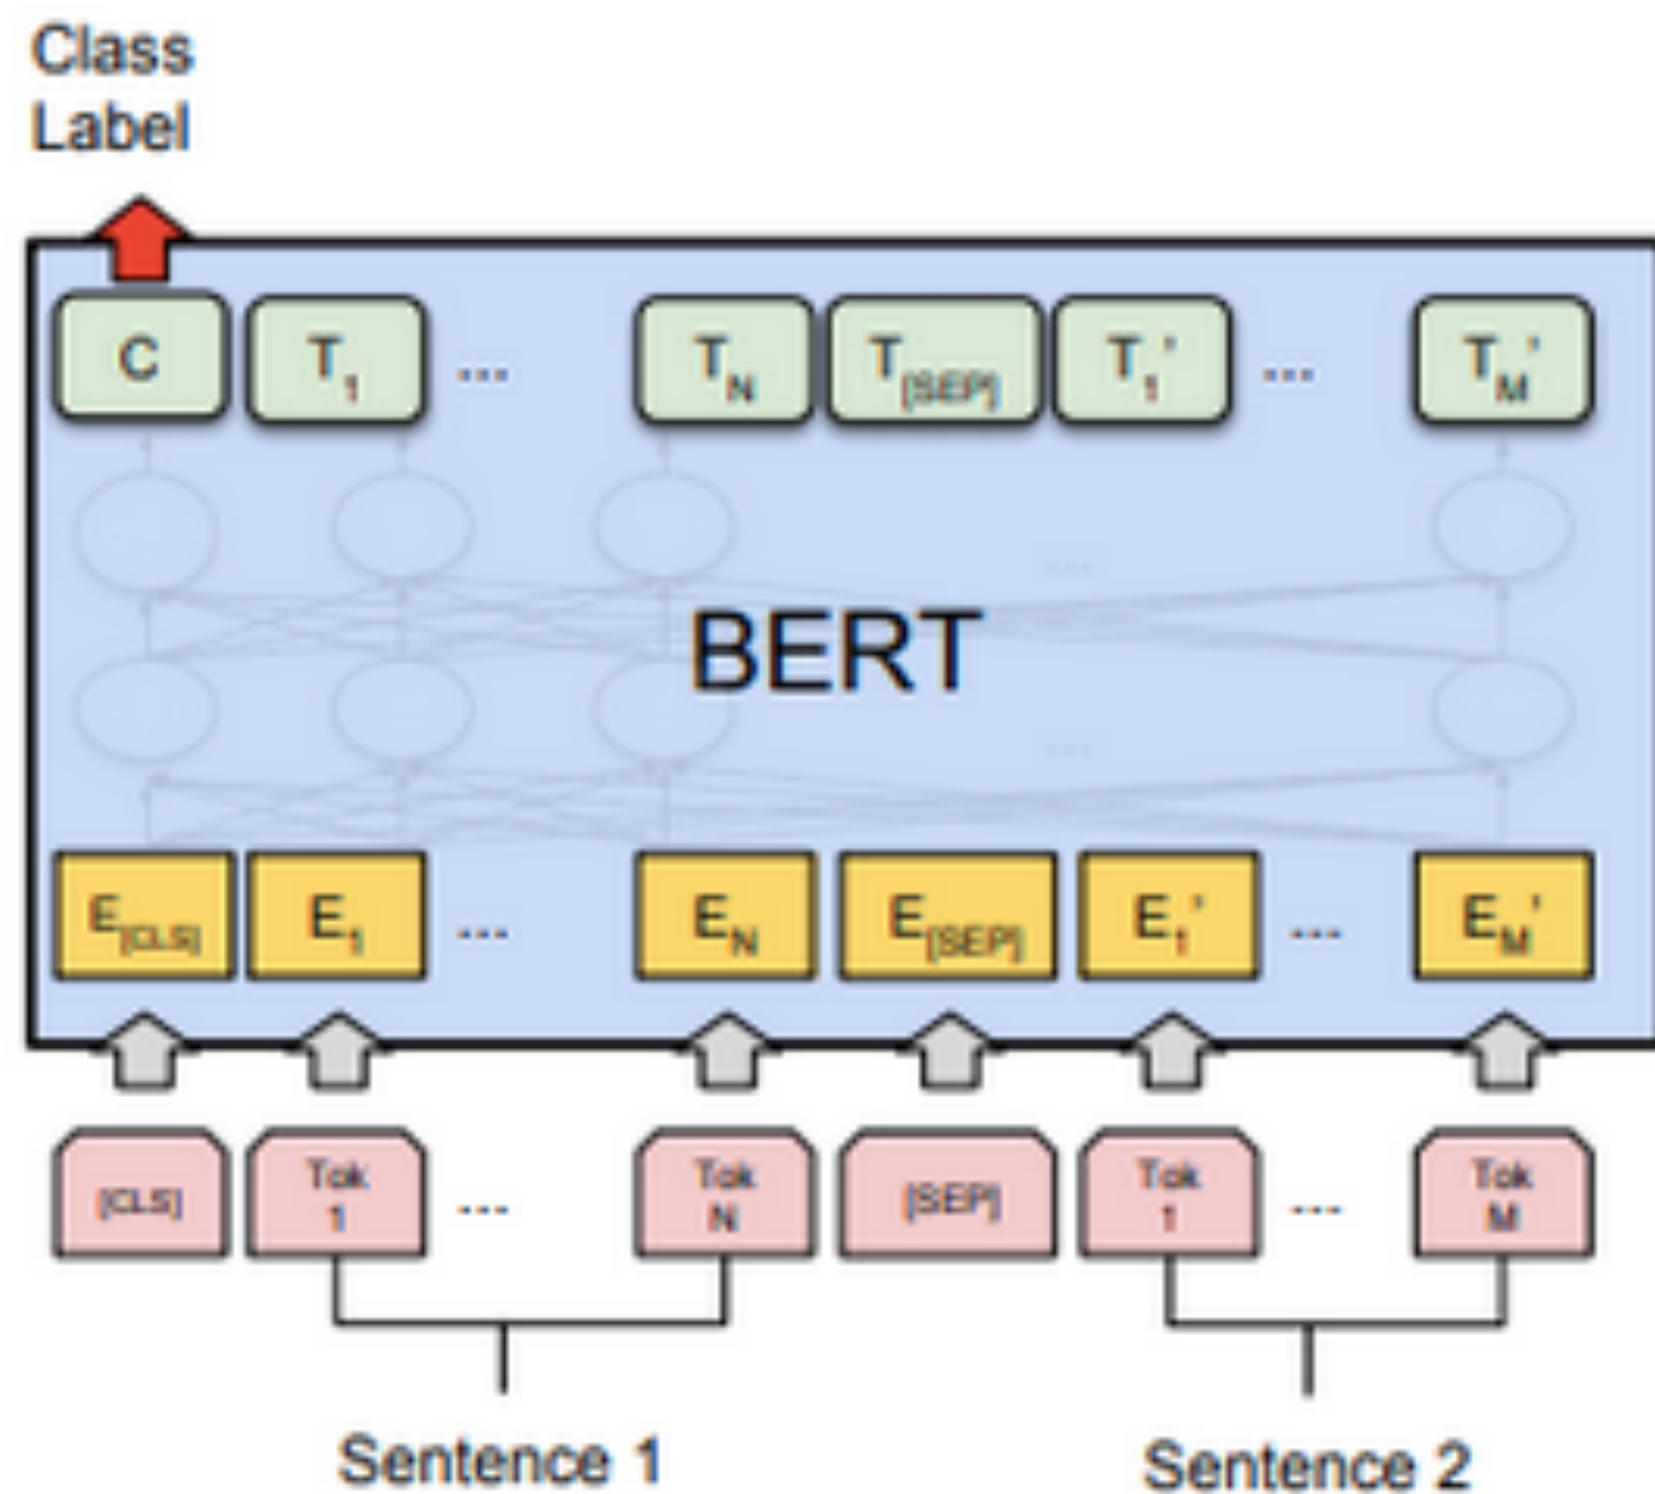 Class
Label
C T1 ... TN T[SEP] T1' ... TM'
...
BERT
...
E[CLS] E1 ... EN E[SEP] E1' ... EM'
[CLS] Tok 1 ... Tok N [SEP] Tok 1 ... Tok M
Sentence 1 Sentence 2